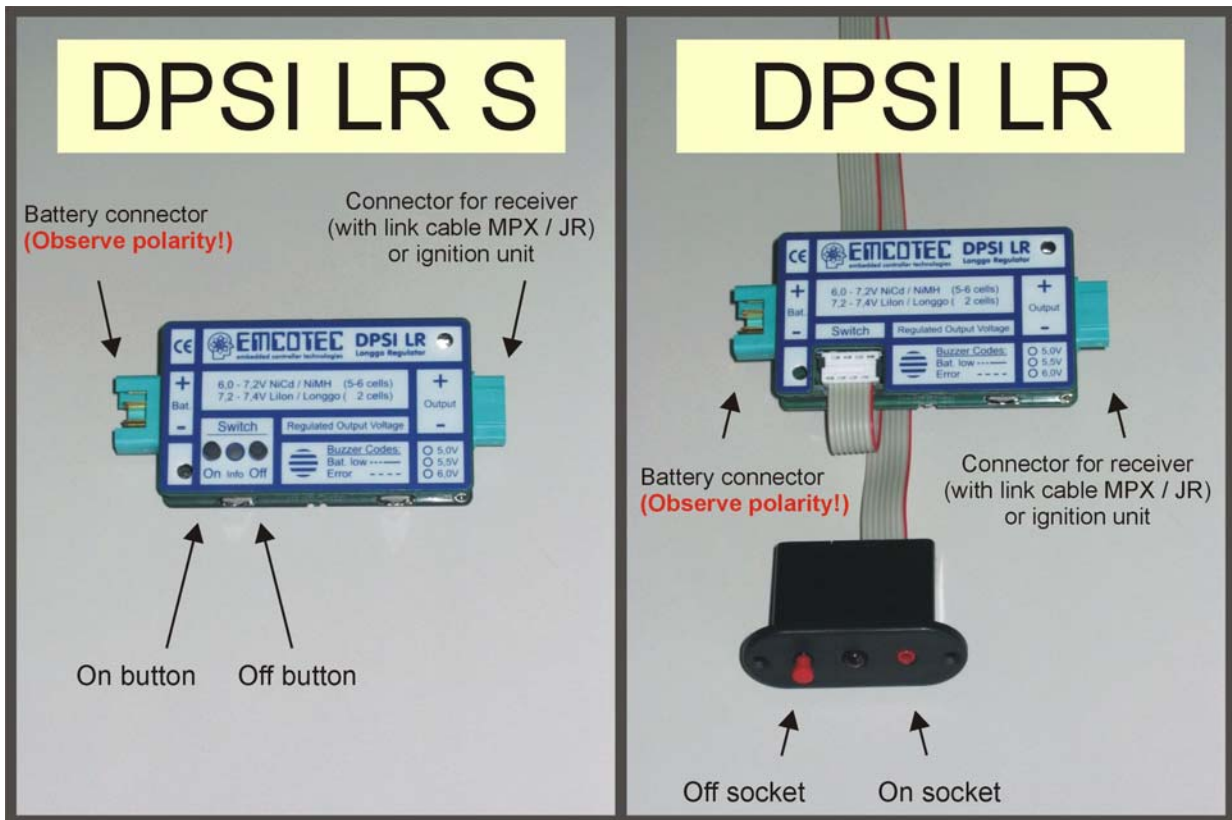 DPSI LR S
Battery connector
(Observe polarity!)
Connector for receiver
(with link cable MPX / JR)
or ignition unit
CE
EMCOTEC DPSI LR
embedded controller technologies Longgo Regulator
+
Bat.
-
6,0 - 7,2V NiCd / NiMH (5-6 cells)
7,2 - 7,4V LiIon / Longgo ( 2 cells)
+
Output
-
Switch
On Info Off
Regulated Output Voltage
Buzzer Codes:
Bat. low
Error - - - -
5,0V
5,5V
6,0V
On button
Off button
DPSI LR
CE
EMCOTEC DPSI LR
embedded controller technologies Longgo Regulator
+
Bat.
-
6,0 - 7,2V NiCd / NiMH (5-6 cells)
7,2 - 7,4V LiIon / Longgo ( 2 cells)
+
Output
-
Switch
Regulated Output Voltage
Buzzer Codes:
Bat. low
Error - - - -
5,0V
5,5V
6,0V
Battery connector
(Observe polarity!)
Connector for receiver
(with link cable MPX / JR)
or ignition unit
Off socket
On socket